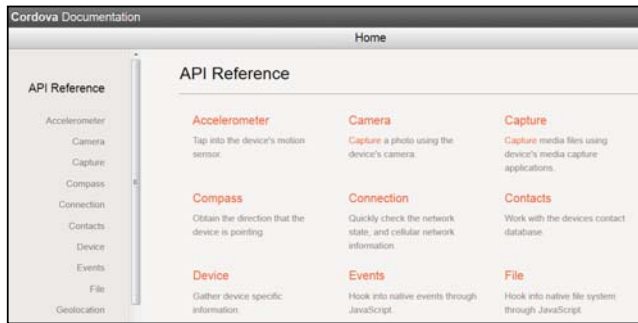 Cordova Documentation
Home
API Reference
Accelerometer
Camera
Capture
Compass
Connection
Contacts
Device
Events
File
Geolocation
API Reference
Accelerometer
Tap into the device's motion
sensor.
Camera
Capture a photo using the
device's camera.
Capture
Capture media files using
device's media capture
applications.
Compass
Obtain the direction that the
device is pointing.
Connection
Quickly check the network
state, and cellular network
information.
Contacts
Work with the devices contact
database.
Device
Gather device specific
information.
Events
Hook into native events through
JavaScript.
File
Hook into native file system
through JavaScript.